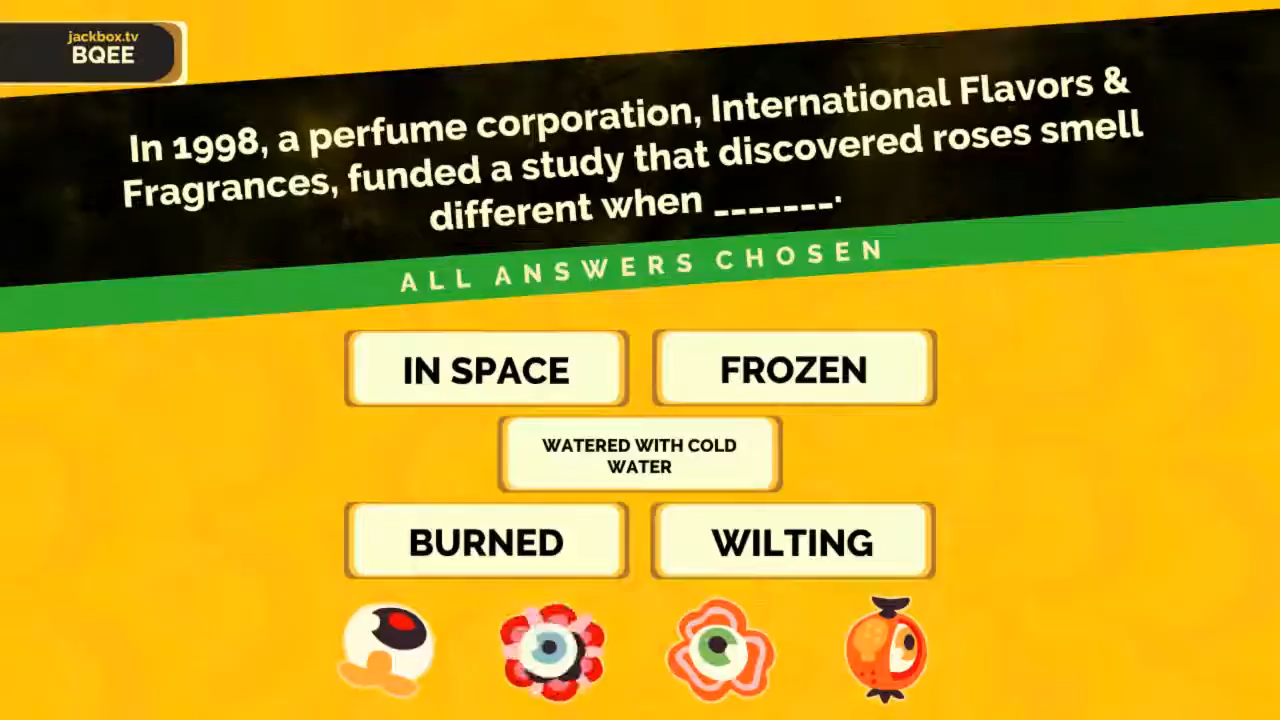 jackbox.tv
BQEE
In 1998, a perfume corporation, International Flavors &
Fragrances, funded a study that discovered roses smell
different when _______.
ALL ANSWERS CHOSEN
IN SPACE
FROZEN
WATERED WITH COLD
WATER
BURNED
WILTING